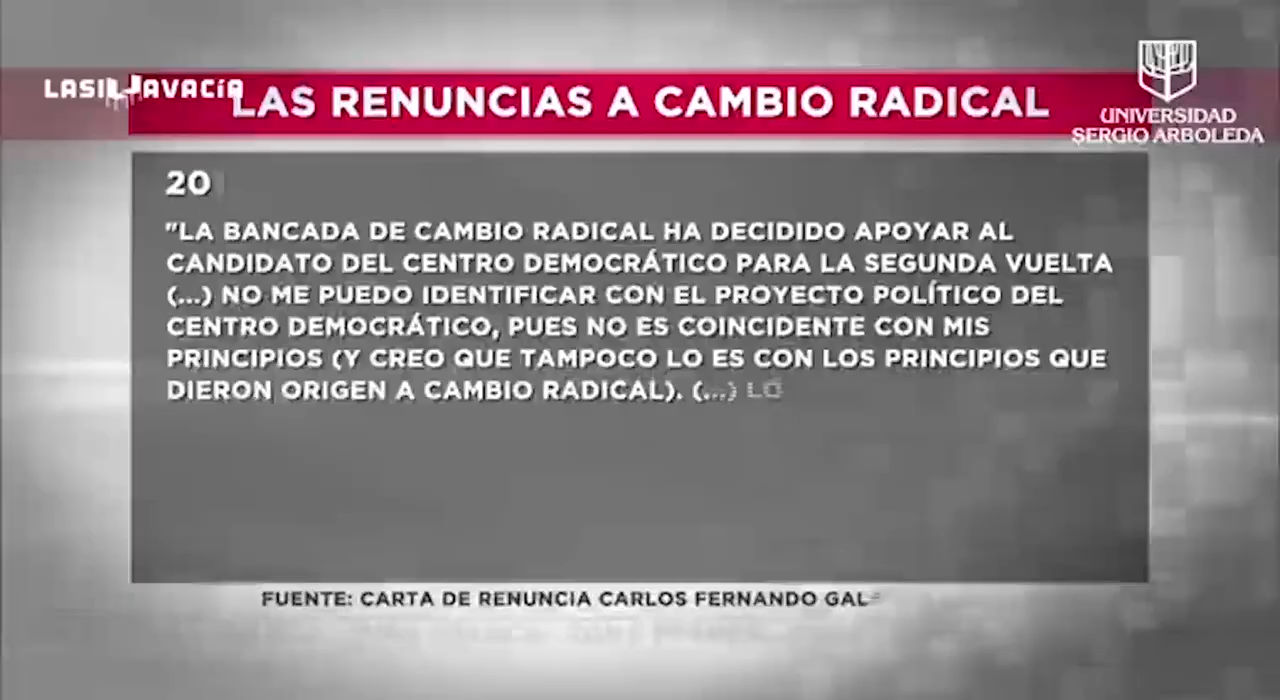 LASILLAVACÍA
LAS RENUNCIAS A CAMBIO RADICAL
UNIVERSIDAD
SERGIO ARBOLEDA
20
"LA BANCADA DE CAMBIO RADICAL HA DECIDIDO APOYAR AL
CANDIDATO DEL CENTRO DEMOCRÁTICO PARA LA SEGUNDA VUELTA
(...) NO ME PUEDO IDENTIFICAR CON EL PROYECTO POLÍTICO DEL
CENTRO DEMOCRÁTICO, PUES NO ES COINCIDENTE CON MIS
PRINCIPIOS (Y CREO QUE TAMPOCO LO ES CON LOS PRINCIPIOS QUE
DIERON ORIGEN A CAMBIO RADICAL). (...) LO
FUENTE: CARTA DE RENUNCIA CARLOS FERNANDO GAL